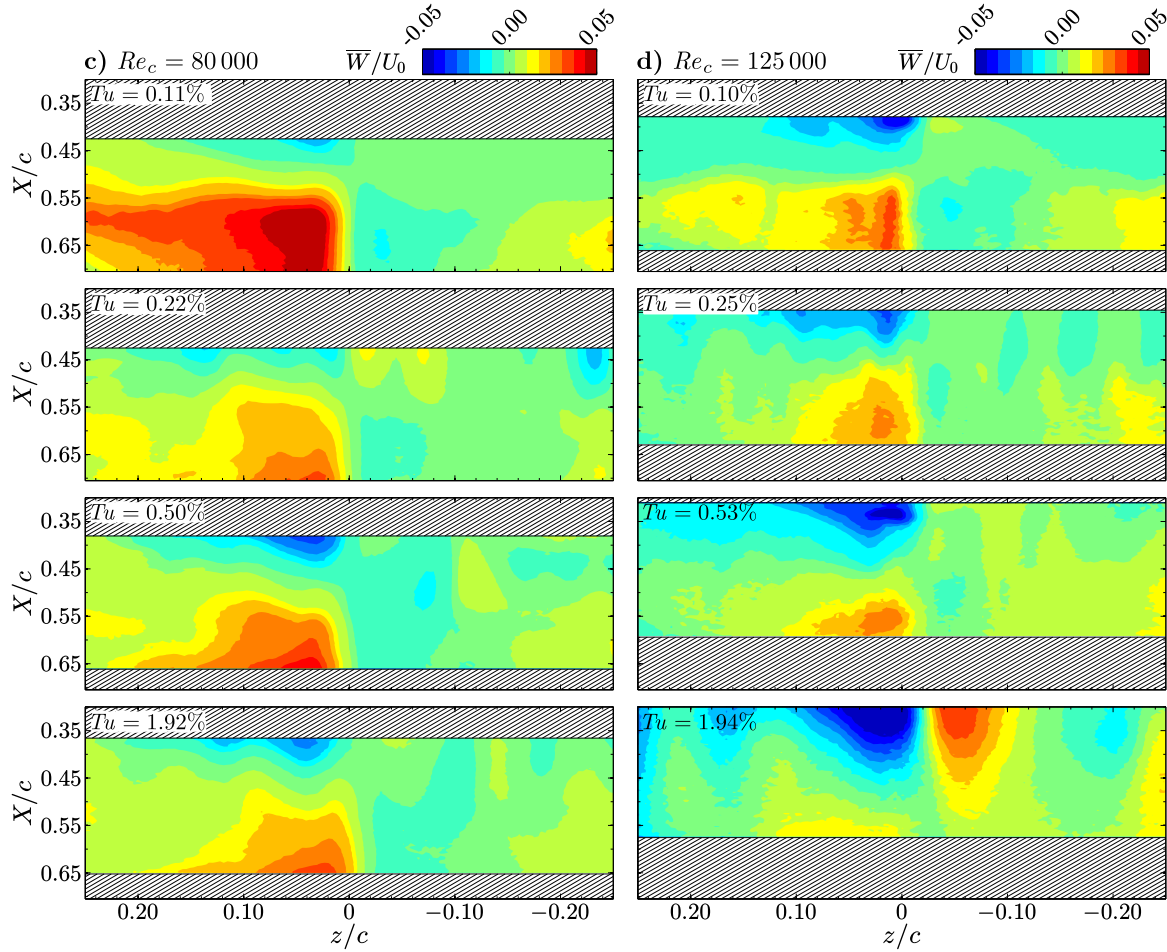 -0.05 0.00 0.05 -0.05 0.00 0.05
c) Re_c = 80 000 W̅/U_0 d) Re_c = 125 000 W̅/U_0
Tu = 0.11% Tu = 0.10%
0.35
0.45
X/c
0.55
0.65
Tu = 0.22% Tu = 0.25%
0.35
0.45
X/c
0.55
0.65
Tu = 0.50% Tu = 0.53%
0.35
0.45
X/c
0.55
0.65
Tu = 1.92% Tu = 1.94%
0.35
0.45
X/c
0.55
0.65
0.20 0.10 0 −0.10 −0.20 0.20 0.10 0 −0.10 −0.20
z/c z/c